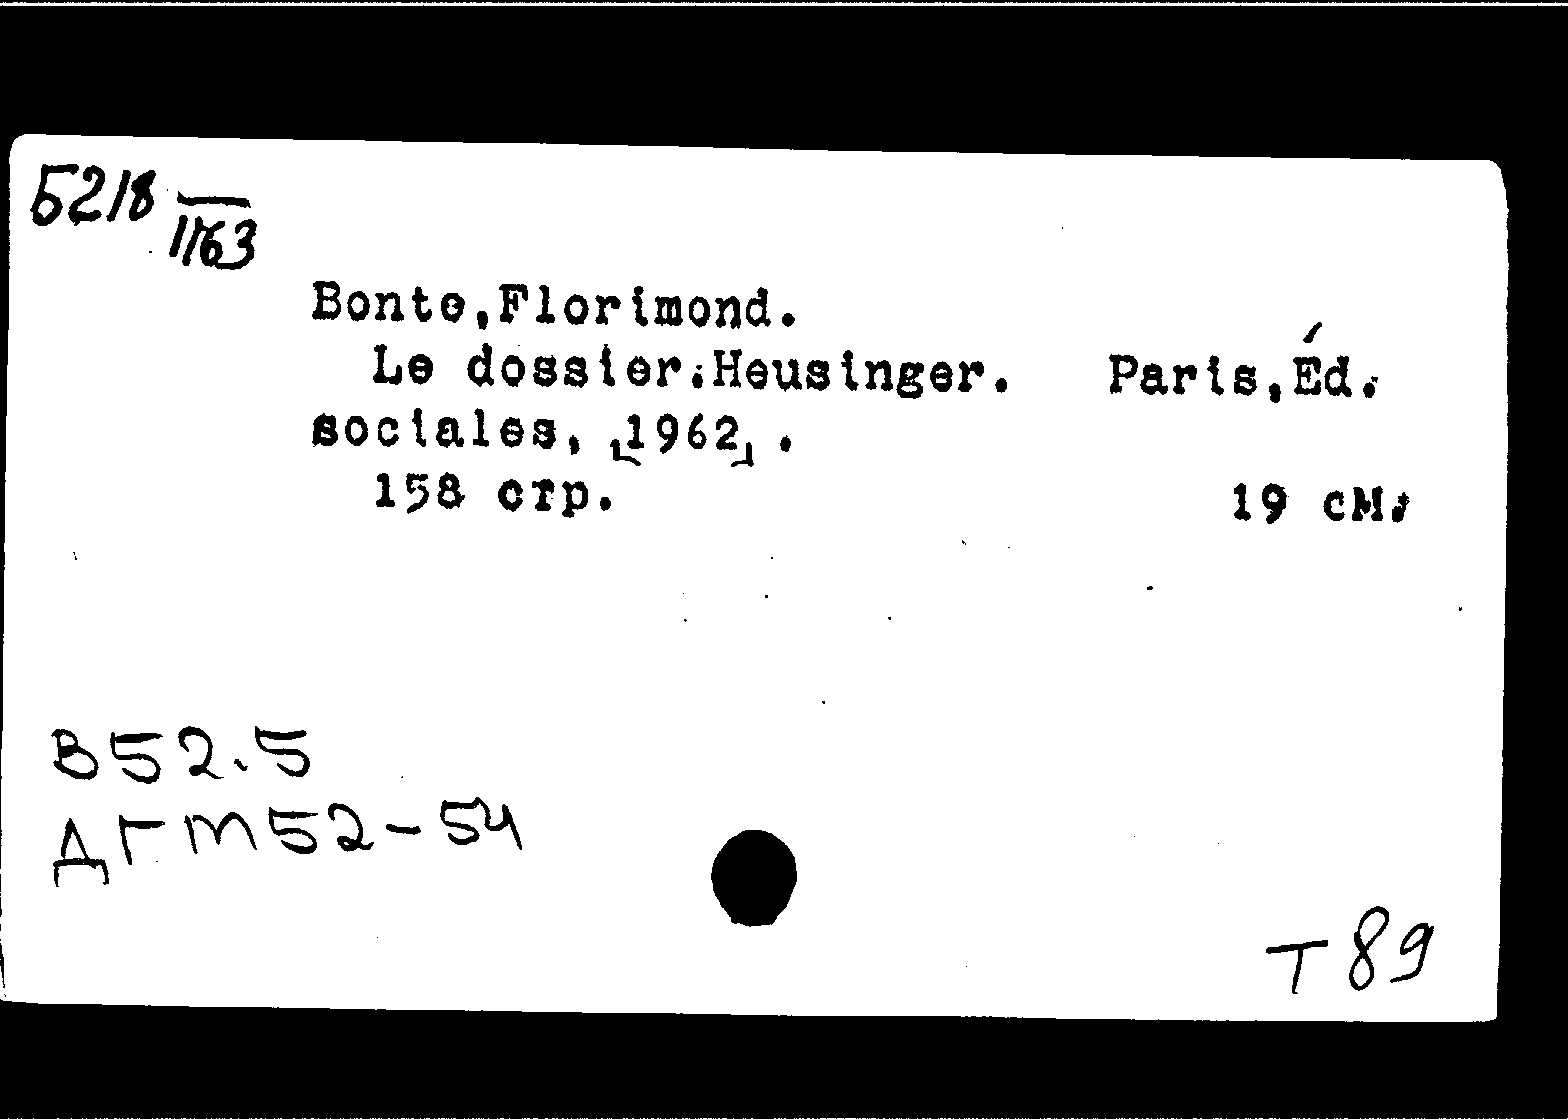 5218
1163
Bonte,Florimond.
Le dossier.Heusinger. Paris,Éd.
sociales, [1962].
158 стр. 19 см.
В52.5
ДГТ52-54
Т89